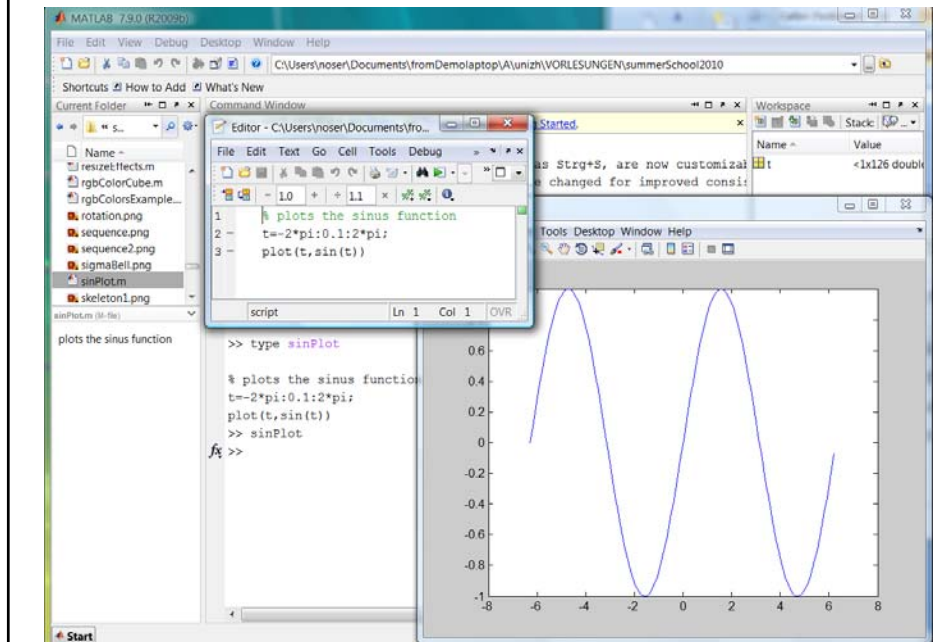 MATLAB 7.9.0 (R2009b)
File Edit View Debug Desktop Window Help
C:\Users\noser\Documents\fromDemolaptop\A\unizh\VORLESUNGEN\summerSchool2010
Shortcuts How to Add What's New
Current Folder
Command Window
Workspace
« s...
Started.
Stack:
Name
Name Value
resizeEffects.m
rgbColorCube.m
rgbColorsExample...
rotation.png
sequence.png
sequence2.png
sigmaBell.png
sinPlot.m
skeleton1.png
sinPlot.m (M-file)
plots the sinus function
as Strg+S, are now customizab
e changed for improved consis
t <1x126 double
Editor - C:\Users\noser\Documents\fro...
File Edit Text Go Cell Tools Debug »
- 1.0 + ÷ 1.1 ×
1 % plots the sinus function
2 - t=-2*pi:0.1:2*pi;
3 - plot(t,sin(t))
script Ln 1 Col 1 OVR
>> type sinPlot
% plots the sinus function
t=-2*pi:0.1:2*pi;
plot(t,sin(t))
>> sinPlot
fx >>
Tools Desktop Window Help
0.6
0.4
0.2
0
-0.2
-0.4
-0.6
-0.8
-1
-8 -6 -4 -2 0 2 4 6 8
Start